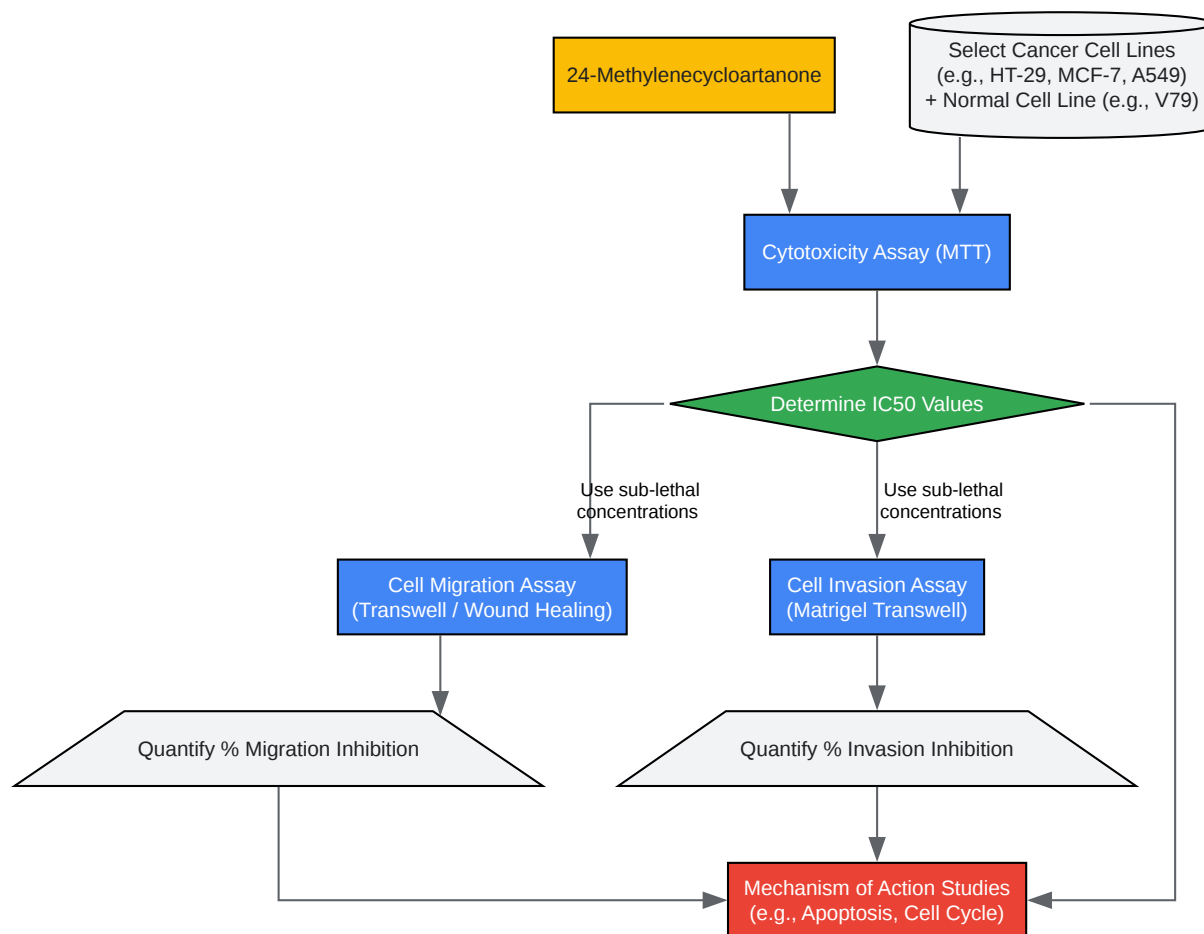 24-Methylenecycloartanone
Select Cancer Cell Lines
(e.g., HT-29, MCF-7, A549)
+ Normal Cell Line (e.g., V79)
Cytotoxicity Assay (MTT)
Determine IC50 Values
Use sub-lethal
concentrations
Use sub-lethal
concentrations
Cell Migration Assay
(Transwell / Wound Healing)
Cell Invasion Assay
(Matrigel Transwell)
Quantify % Migration Inhibition
Quantify % Invasion Inhibition
Mechanism of Action Studies
(e.g., Apoptosis, Cell Cycle)